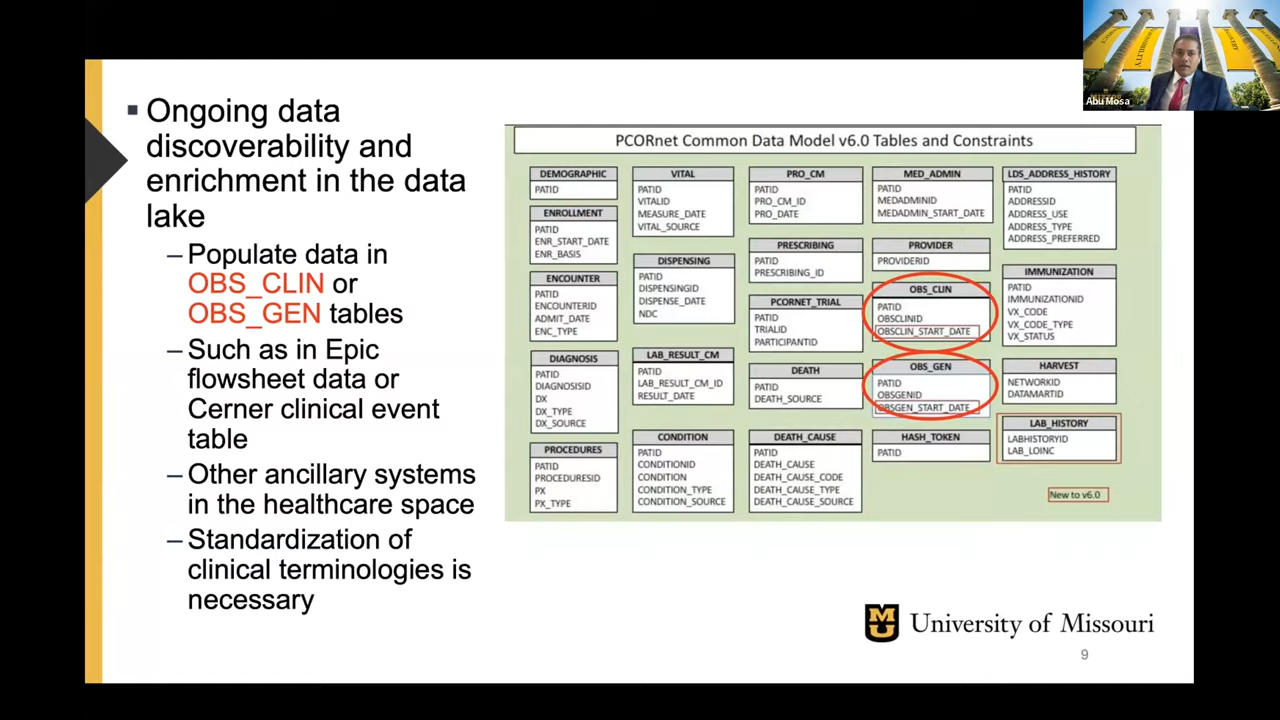 Abu Mosa
▪ Ongoing data
discoverability and
enrichment in the data
lake
– Populate data in
OBS_CLIN or
OBS_GEN tables
– Such as in Epic
flowsheet data or
Cerner clinical event
table
– Other ancillary systems
in the healthcare space
– Standardization of
clinical terminologies is
necessary
PCORnet Common Data Model v6.0 Tables and Constraints
DEMOGRAPHIC
PATID
ENROLLMENT
PATID
ENR_START_DATE
ENR_BASIS
ENCOUNTER
PATID
ENCOUNTERID
ADMIT_DATE
ENC_TYPE
DIAGNOSIS
PATID
DIAGNOSISID
DX
DX_TYPE
DX_SOURCE
PROCEDURES
PATID
PROCEDURESID
PX
PX_TYPE
VITAL
PATID
VITALID
MEASURE_DATE
VITAL_SOURCE
DISPENSING
PATID
DISPENSINGID
DISPENSE_DATE
NDC
LAB_RESULT_CM
PATID
LAB_RESULT_CM_ID
RESULT_DATE
CONDITION
PATID
CONDITIONID
CONDITION
CONDITION_TYPE
CONDITION_SOURCE
PRO_CM
PATID
PRO_CM_ID
PRO_DATE
PRESCRIBING
PATID
PRESCRIBING_ID
PCORNET_TRIAL
PATID
TRIALID
PARTICIPANTID
DEATH
PATID
DEATH_SOURCE
DEATH_CAUSE
PATID
DEATH_CAUSE
DEATH_CAUSE_CODE
DEATH_CAUSE_TYPE
DEATH_CAUSE_SOURCE
MED_ADMIN
PATID
MEDADMINID
MEDADMIN_START_DATE
PROVIDER
PROVIDERID
OBS_CLIN
PATID
OBSCLINID
OBSCLIN_START_DATE
OBS_GEN
PATID
OBSGENID
OBSGEN_START_DATE
HASH_TOKEN
PATID
LDS_ADDRESS_HISTORY
PATID
ADDRESSID
ADDRESS_USE
ADDRESS_TYPE
ADDRESS_PREFERRED
IMMUNIZATION
PATID
IMMUNIZATIONID
VX_CODE
VX_CODE_TYPE
VX_STATUS
HARVEST
NETWORKID
DATAMARTID
LAB_HISTORY
LABHISTORYID
LAB_LOINC
New to v6.0
University of Missouri
9